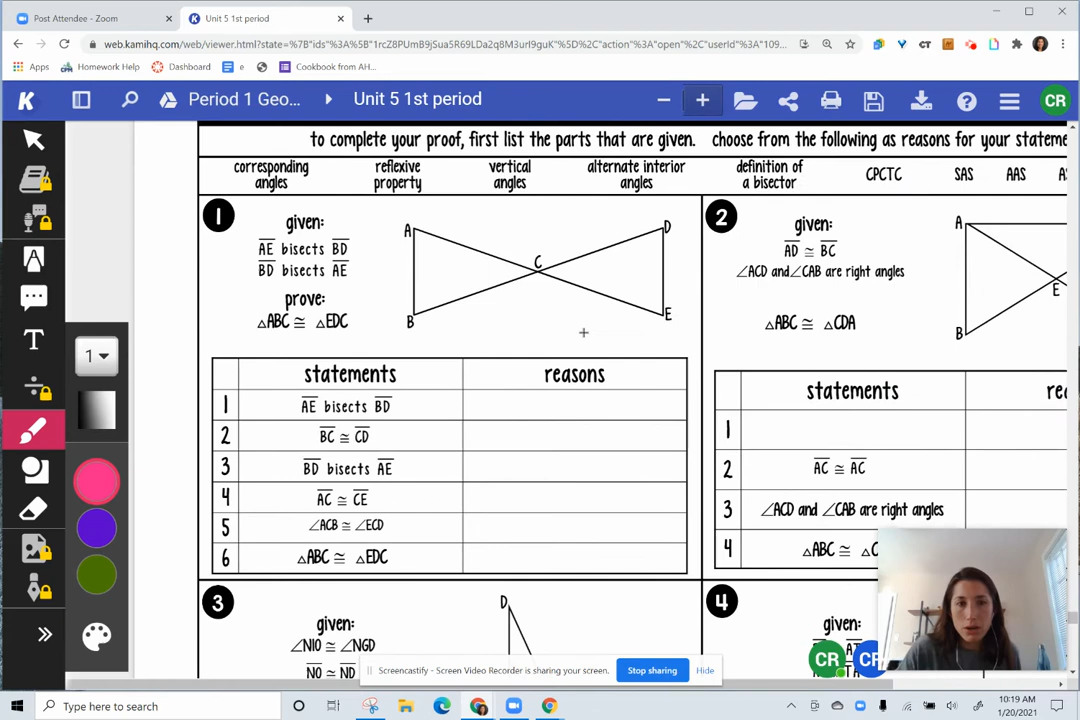 Post Attendee - Zoom
Unit 5 1st period
web.kamihq.com/web/viewer.html?state=%7B"ids"%3A%5B"1rcZ8PUmB9jSua5R69LDa2q8M3urI9guK"%5D%2C"action"%3A"open"%2C"userId"%3A"109...
Apps
Homework Help
Dashboard
e
Cookbook from AH...
Period 1 Geo...
Unit 5 1st period
CR
to complete your proof, first list the parts that are given. choose from the following as reasons for your stateme
corresponding angles
reflexive property
vertical angles
alternate interior angles
definition of a bisector
CPCTC
SAS
AAS
1
given:
AE bisects BD
BD bisects AE
prove:
△ABC ≅ △EDC
A
B
C
D
E
statements
reasons
1 AE bisects BD
2 BC ≅ CD
3 BD bisects AE
4 AC ≅ CE
5 ∠ACB ≅ ∠ECD
6 △ABC ≅ △EDC
2
given:
AD ≅ BC
∠ACD and ∠CAB are right angles
△ABC ≅ △CDA
A
B
E
statements
rea
1
2 AC ≅ AC
3 ∠ACD and ∠CAB are right angles
4 △ABC ≅ △C
3
given:
∠NIO ≅ ∠NGD
NO ≅ ND
D
4
given:
1
T
CR
Screencastify - Screen Video Recorder is sharing your screen.
Stop sharing
Hide
Type here to search
10:19 AM
1/20/2021